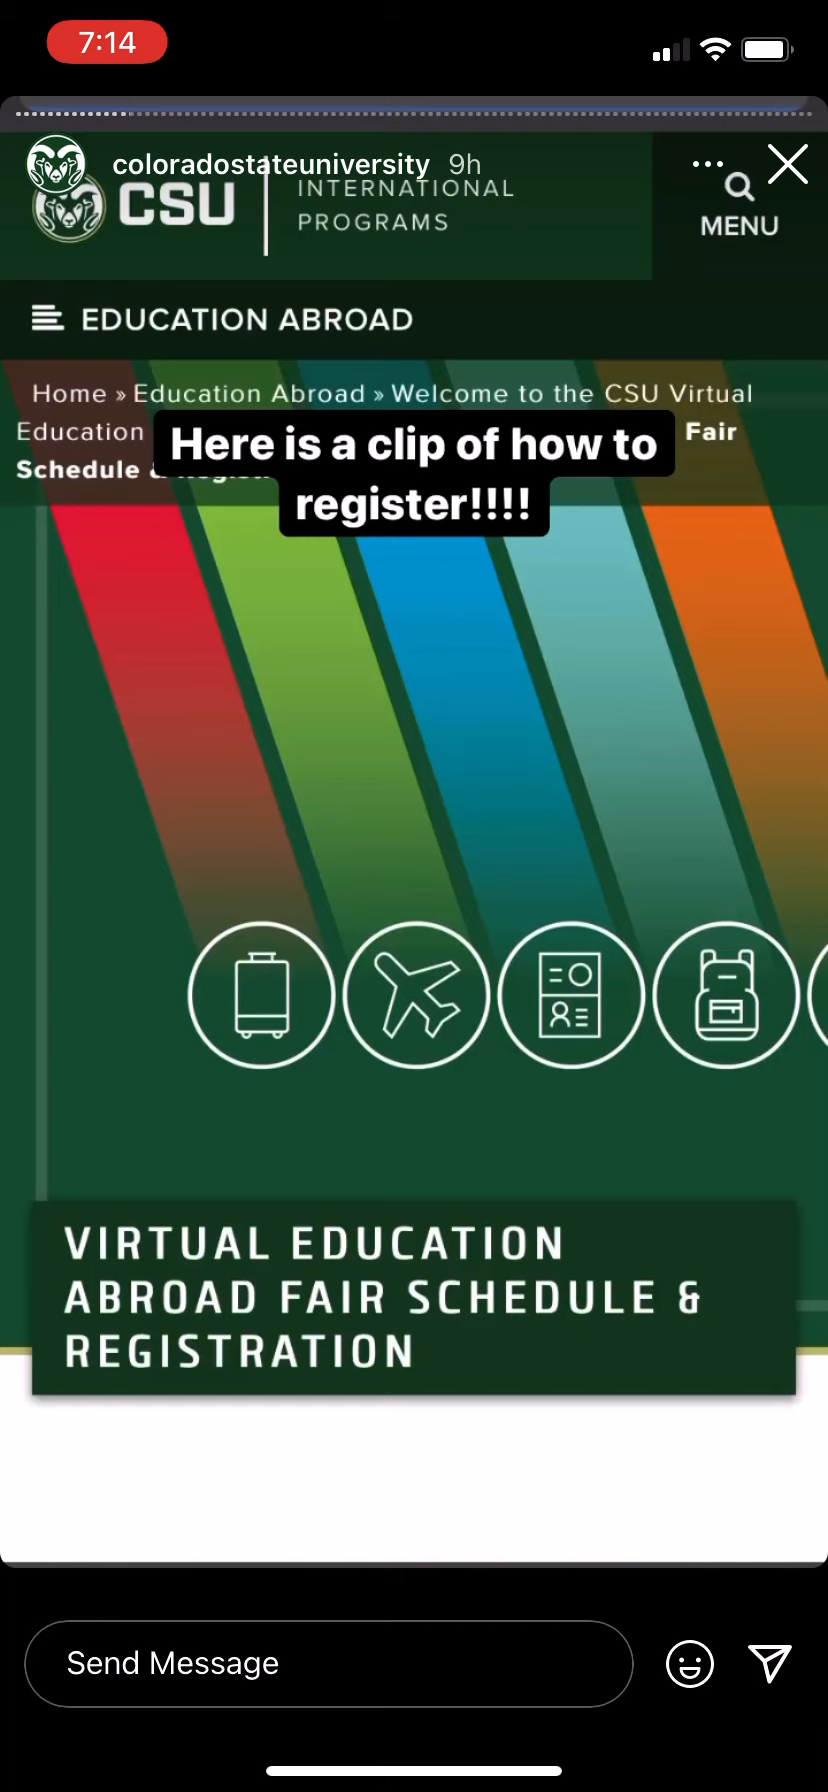 7:14
coloradostateuniversity 9h
CSU
INTERNATIONAL
PROGRAMS
MENU
EDUCATION ABROAD
Home » Education Abroad » Welcome to the CSU Virtual
Education Fair
Schedule &
Here is a clip of how to
register!!!!
VIRTUAL EDUCATION
ABROAD FAIR SCHEDULE &
REGISTRATION
Send Message